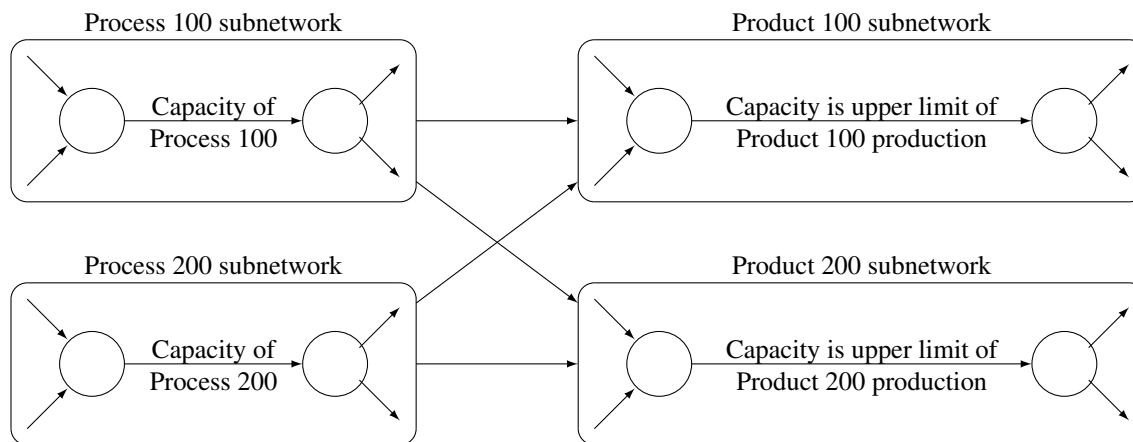 Process 100 subnetwork
Product 100 subnetwork
Capacity of
Process 100
Capacity is upper limit of
Product 100 production
Process 200 subnetwork
Product 200 subnetwork
Capacity of
Process 200
Capacity is upper limit of
Product 200 production